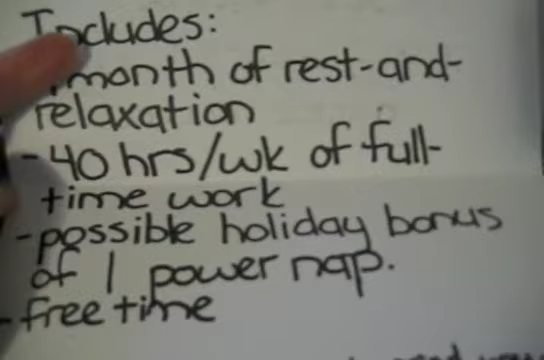 Includes:
month of rest-and-
relaxation
-40 hrs/wk of full-
time work
-possible holiday bonus
of 1 power nap.
-free time